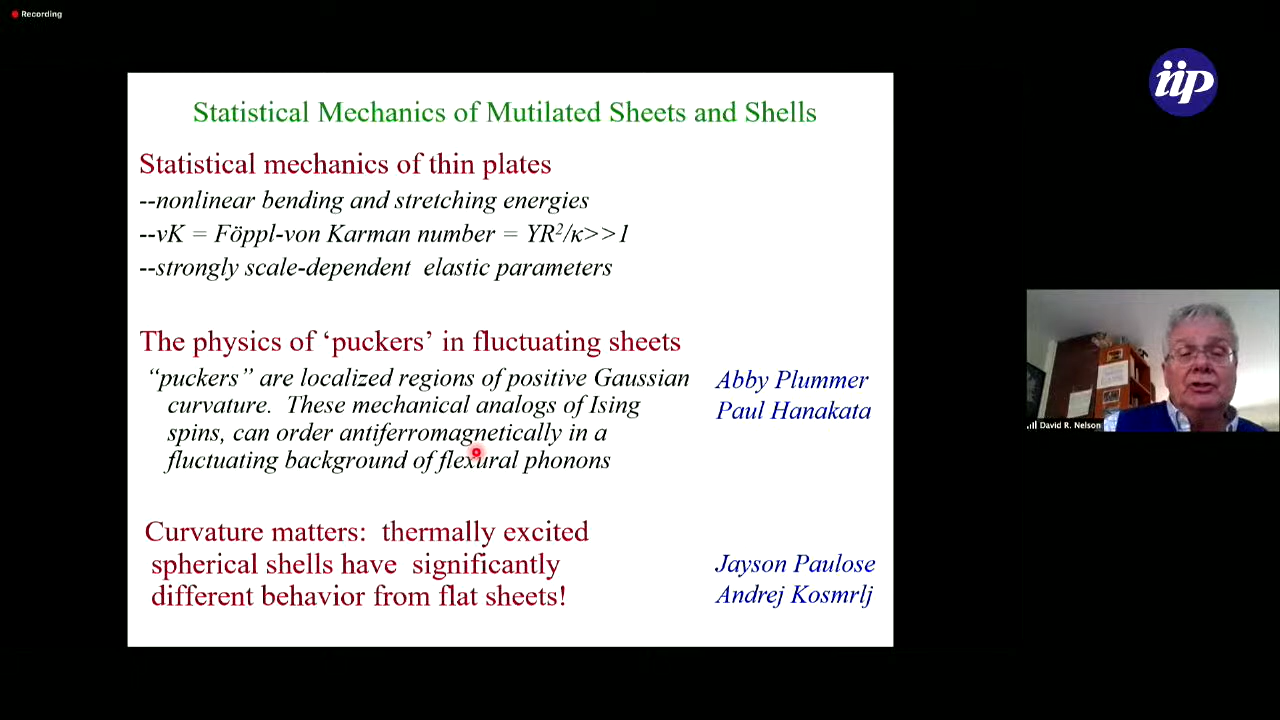 Recording
iip
Statistical Mechanics of Mutilated Sheets and Shells
Statistical mechanics of thin plates
--nonlinear bending and stretching energies
--vK = Föppl-von Karman number = YR²/κ>>1
--strongly scale-dependent elastic parameters
The physics of ‘puckers’ in fluctuating sheets
“puckers” are localized regions of positive Gaussian
curvature. These mechanical analogs of Ising
spins, can order antiferromagnetically in a
fluctuating background of flexural phonons
Abby Plummer
Paul Hanakata
David R. Nelson
Curvature matters: thermally excited
spherical shells have significantly
different behavior from flat sheets!
Jayson Paulose
Andrej Kosmrlj